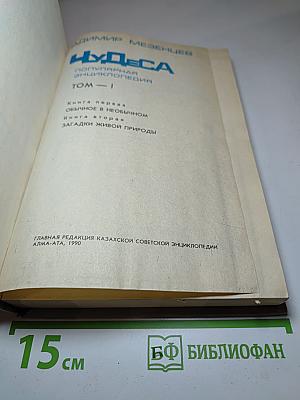 АДИМИР МЕЗЕНЦЕВ
ЧУДЕСА
ПОПУЛЯРНАЯ
ЭНЦИКЛОПЕДИЯ
ТОМ — I
Книга первая
ОБЫЧНОЕ В НЕОБЫЧНОМ
Книга вторая
ЗАГАДКИ ЖИВОЙ ПРИРОДЫ
ГЛАВНАЯ РЕДАКЦИЯ КАЗАХСКОЙ СОВЕТСКОЙ ЭНЦИКЛОПЕДИИ
АЛМА-АТА, 1990
15 см
БФ БИБЛИОФАН